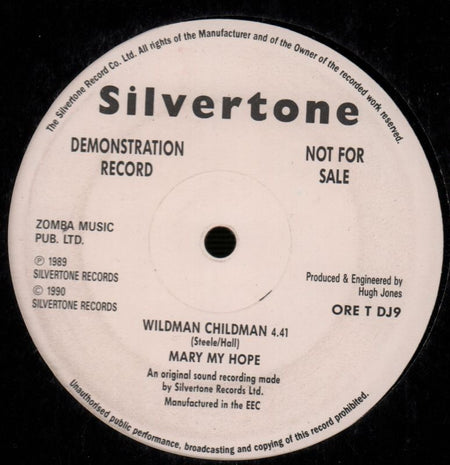 The Silvertone Record Co. Ltd. All rights of the Manufacturer and of the Owner of the recorded work reserved.
Silvertone
DEMONSTRATION
RECORD
NOT FOR
SALE
ZOMBA MUSIC
PUB. LTD.
℗ 1989
SILVERTONE RECORDS
© 1990
SILVERTONE RECORDS
Produced & Engineered by
Hugh Jones
ORE T DJ9
WILDMAN CHILDMAN 4.41
(Steele/Hall)
MARY MY HOPE
An original sound recording made
by Silvertone Records Ltd.
Manufactured in the EEC
Unauthorised public performance, broadcasting and copying of this record prohibited.